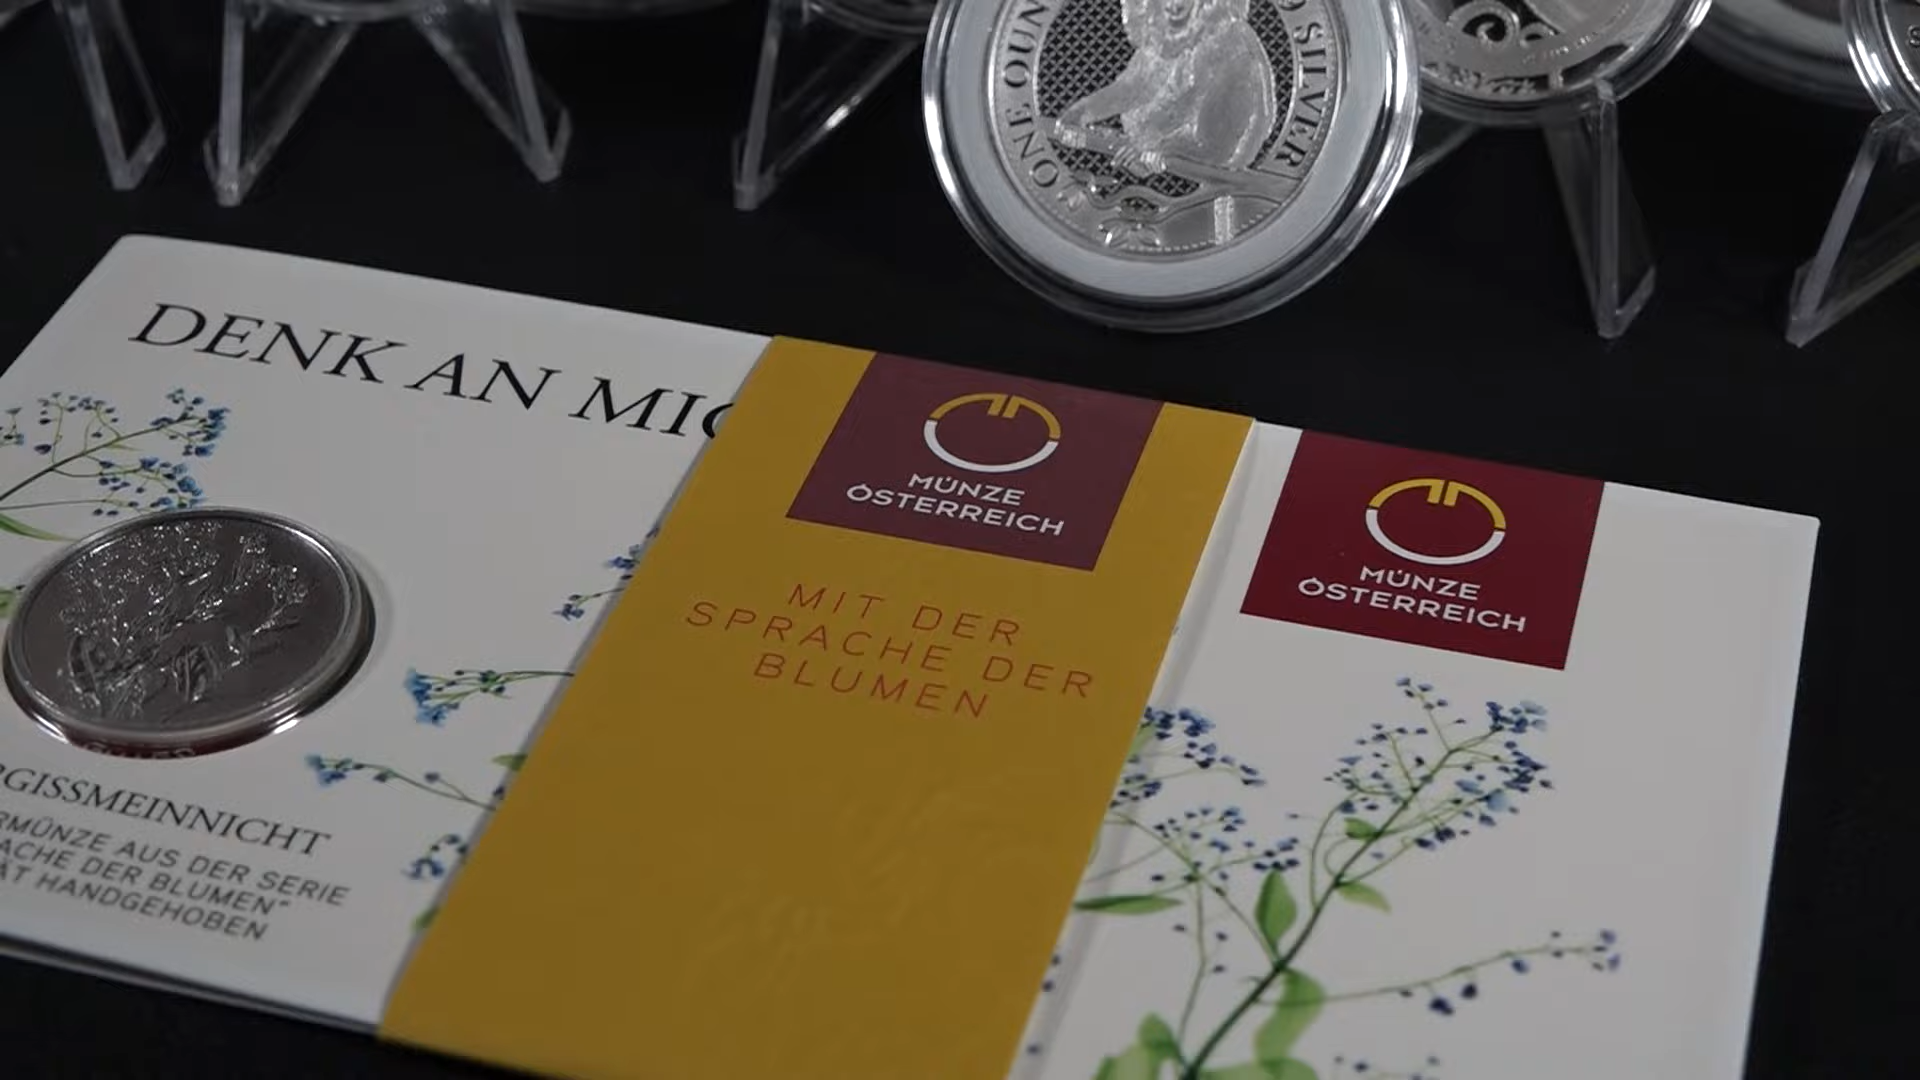 ONE OUN
SILVER
DENK AN MIC
MÜNZE
ÖSTERREICH
MIT DER
SPRACHE DER
BLUMEN
MÜNZE
ÖSTERREICH
RGISSMEINNICHT
RMÜNZE AUS DER SERIE
ACHE DER BLUMEN"
ÄT HANDGEHOBEN